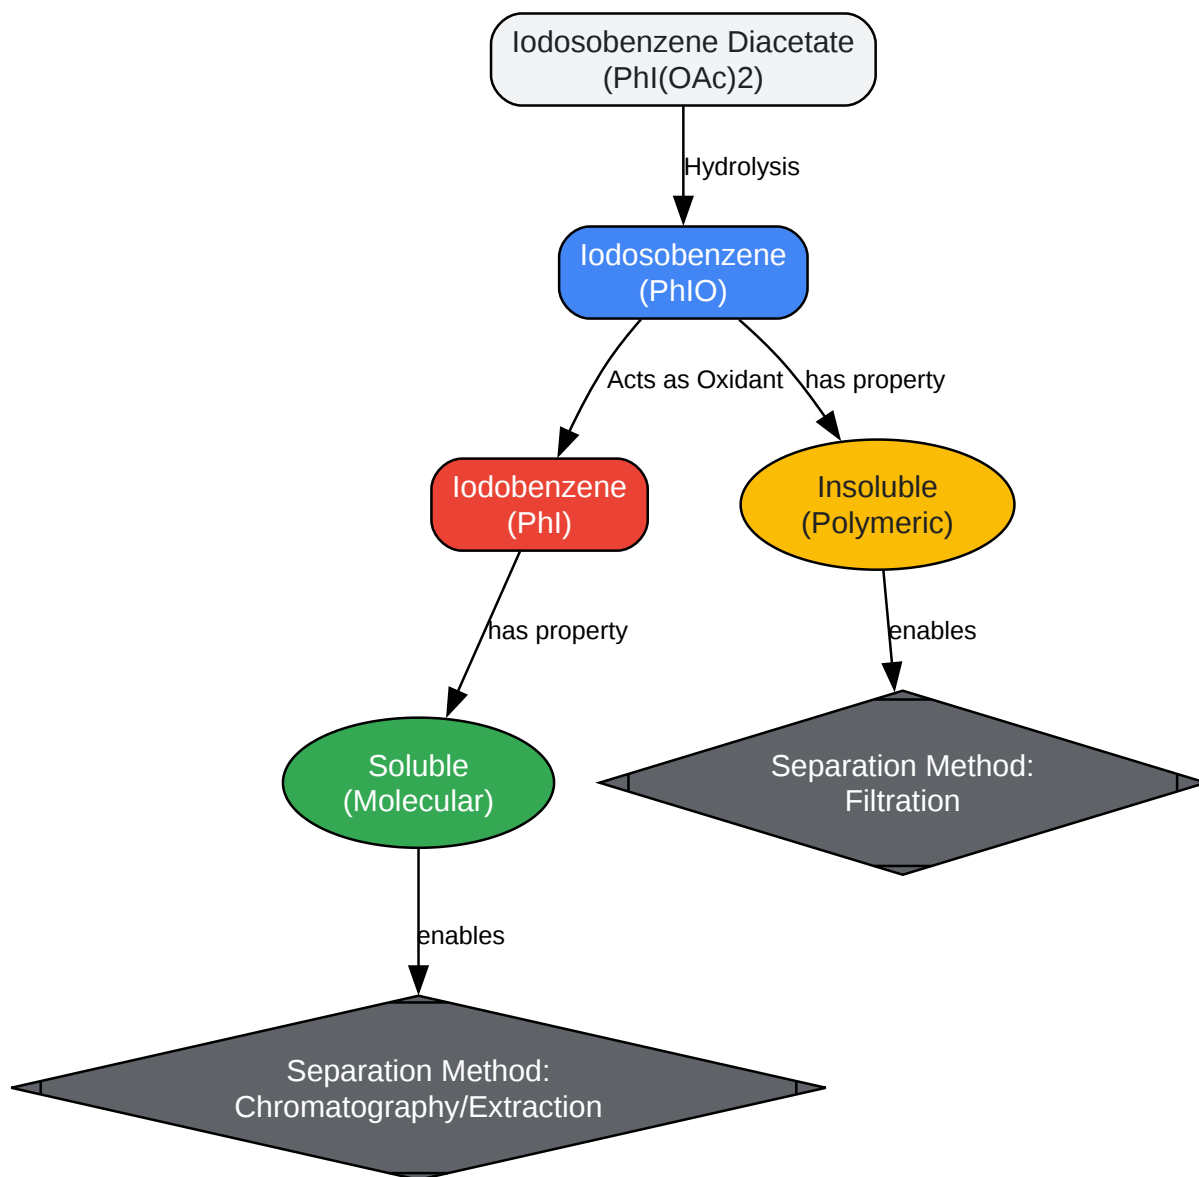 Iodosobenzene Diacetate
(PhI(OAc)2)
Hydrolysis
Iodosobenzene
(PhIO)
Acts as Oxidant
has property
Iodobenzene
(PhI)
Insoluble
(Polymeric)
has property
enables
Soluble
(Molecular)
Separation Method:
Filtration
enables
Separation Method:
Chromatography/Extraction